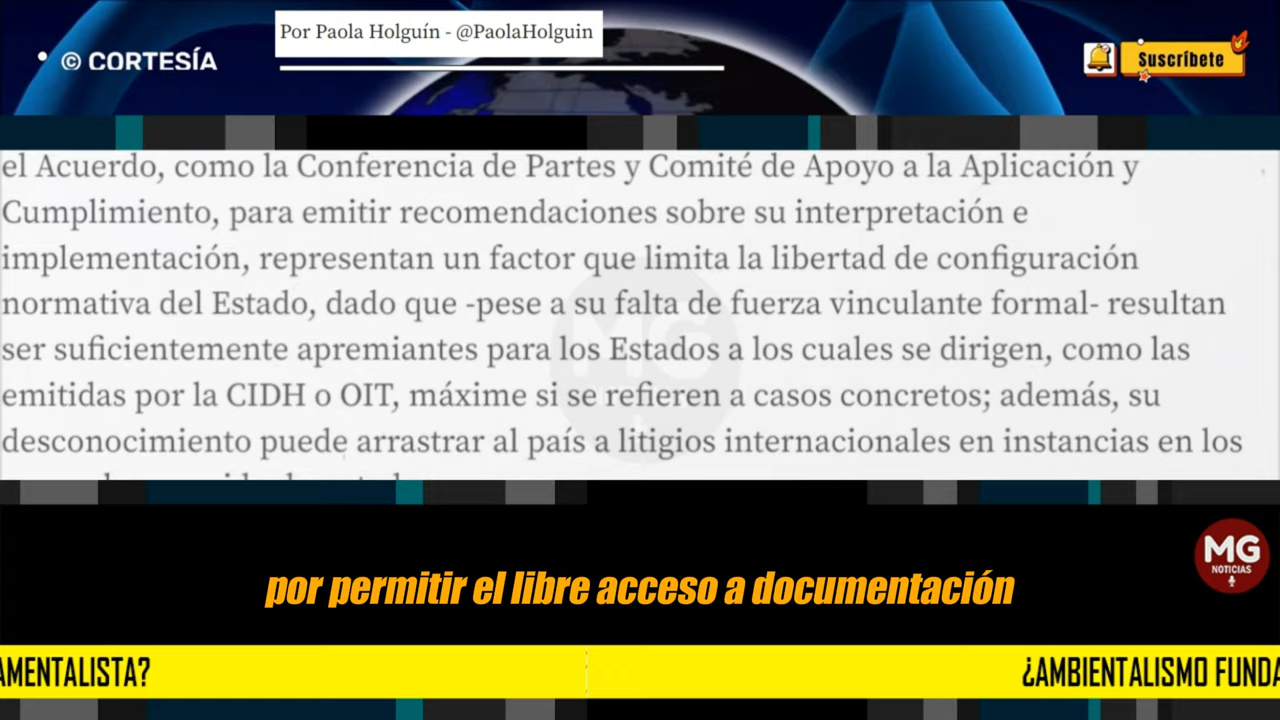 Por Paola Holguín - @PaolaHolguin
© CORTESÍA
Suscríbete
el Acuerdo, como la Conferencia de Partes y Comité de Apoyo a la Aplicación y
Cumplimiento, para emitir recomendaciones sobre su interpretación e
implementación, representan un factor que limita la libertad de configuración
normativa del Estado, dado que -pese a su falta de fuerza vinculante formal- resultan
ser suficientemente apremiantes para los Estados a los cuales se dirigen, como las
emitidas por la CIDH o OIT, máxime si se refieren a casos concretos; además, su
desconocimiento puede arrastrar al país a litigios internacionales en instancias en los
MG
NOTICIAS
por permitir el libre acceso a documentación
AMENTALISTA?
¿AMBIENTALISMO FUNDA